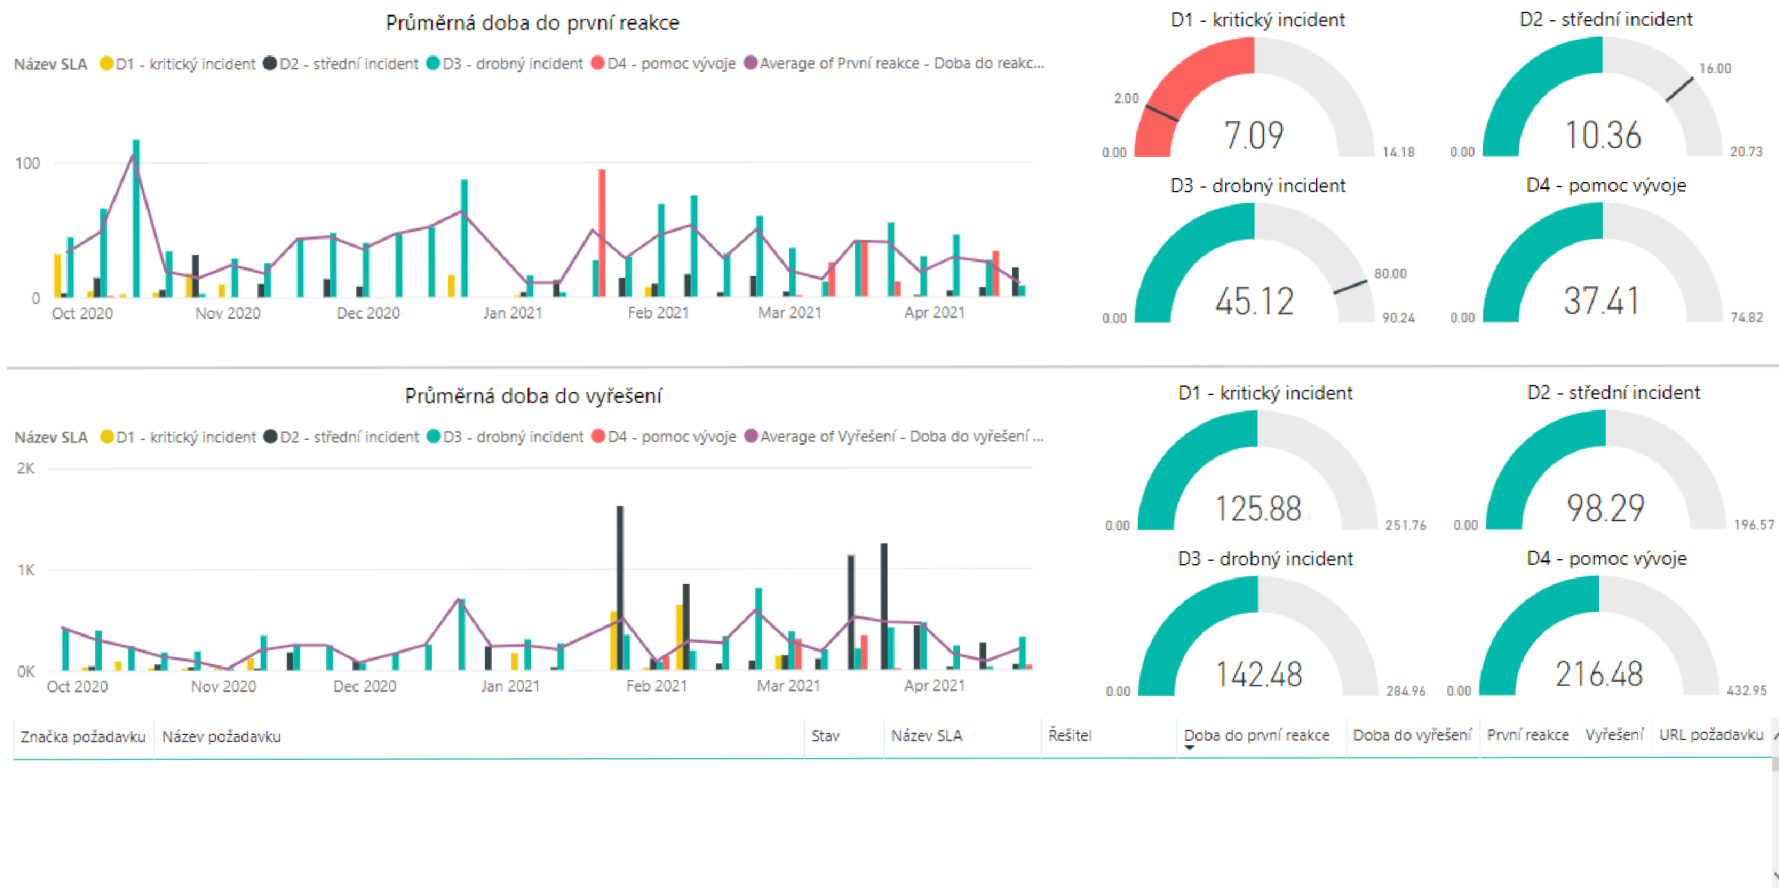 Průměrná doba do první reakce
Název SLA D1 - kritický incident D2 - střední incident D3 - drobný incident D4 - pomoc vývoje Average of První reakce - Doba do reakc...
100
0
Oct 2020 Nov 2020 Dec 2020 Jan 2021 Feb 2021 Mar 2021 Apr 2021
D1 - kritický incident
2.00
0.00
7.09
14.18
D2 - střední incident
16.00
0.00
10.36
20.73
D3 - drobný incident
80.00
0.00
45.12
90.24
D4 - pomoc vývoje
0.00
37.41
74.82
Průměrná doba do vyřešení
Název SLA D1 - kritický incident D2 - střední incident D3 - drobný incident D4 - pomoc vývoje Average of Vyřešení - Doba do vyřešení ...
2K
1K
0K
Oct 2020 Nov 2020 Dec 2020 Jan 2021 Feb 2021 Mar 2021 Apr 2021
D1 - kritický incident
0.00
125.88
251.76
D2 - střední incident
0.00
98.29
196.57
D3 - drobný incident
0.00
142.48
284.96
D4 - pomoc vývoje
0.00
216.48
432.95
Značka požadavku Název požadavku Stav Název SLA Řešitel Doba do první reakce Doba do vyřešení První reakce Vyřešení URL požadavku